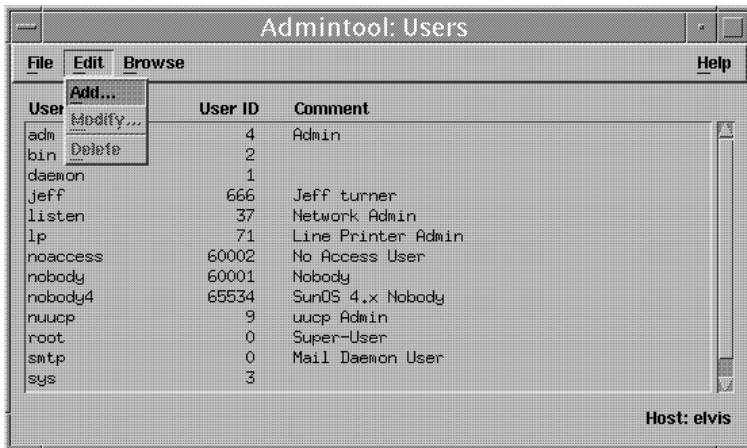 Admintool: Users
File Edit Browse Help
Add...
Modify...
Delete
User User ID Comment
adm 4 Admin
bin 2
daemon 1
jeff 666 Jeff turner
listen 37 Network Admin
lp 71 Line Printer Admin
noaccess 60002 No Access User
nobody 60001 Nobody
nobody4 65534 SunOS 4.x Nobody
nuucp 9 uucp Admin
root 0 Super-User
smtp 0 Mail Daemon User
sys 3
Host: elvis